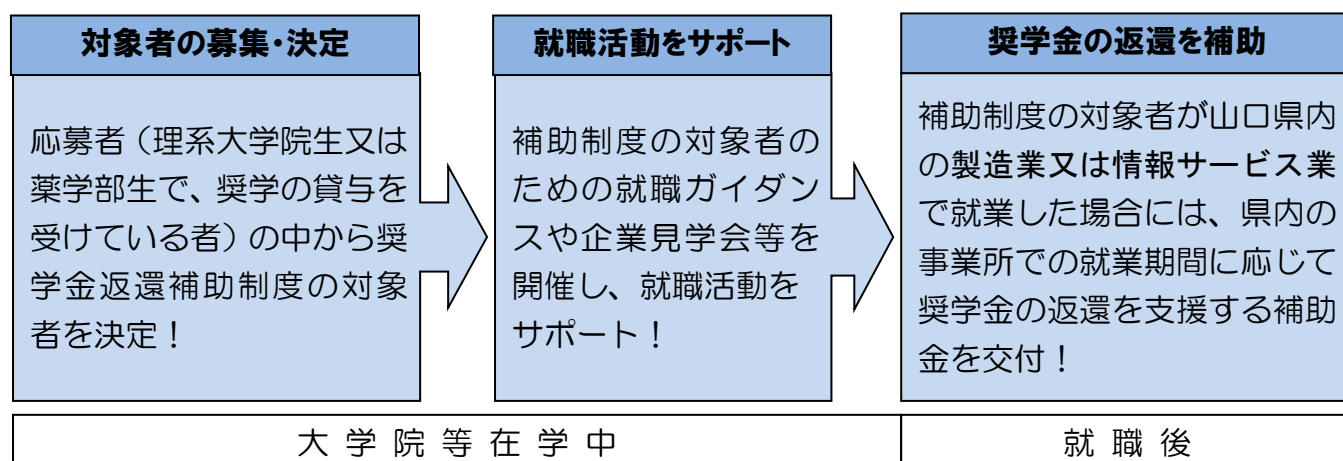 対象者の募集・決定
応募者（理系大学院生又は
薬学部生で、奨学の貸与を
受けている者）の中から奨
学金返還補助制度の対象
者を決定！
就職活動をサポート
補助制度の対象者の
ための就職ガイダン
スや企業見学会等を
開催し、就職活動を
サポート！
奨学金の返還を補助
補助制度の対象者が山口県内
の製造業又は情報サービス業
で就業した場合には、県内の
事業所での就業期間に応じて
奨学金の返還を支援する補助
金を交付！
大学院等在学中
就職後